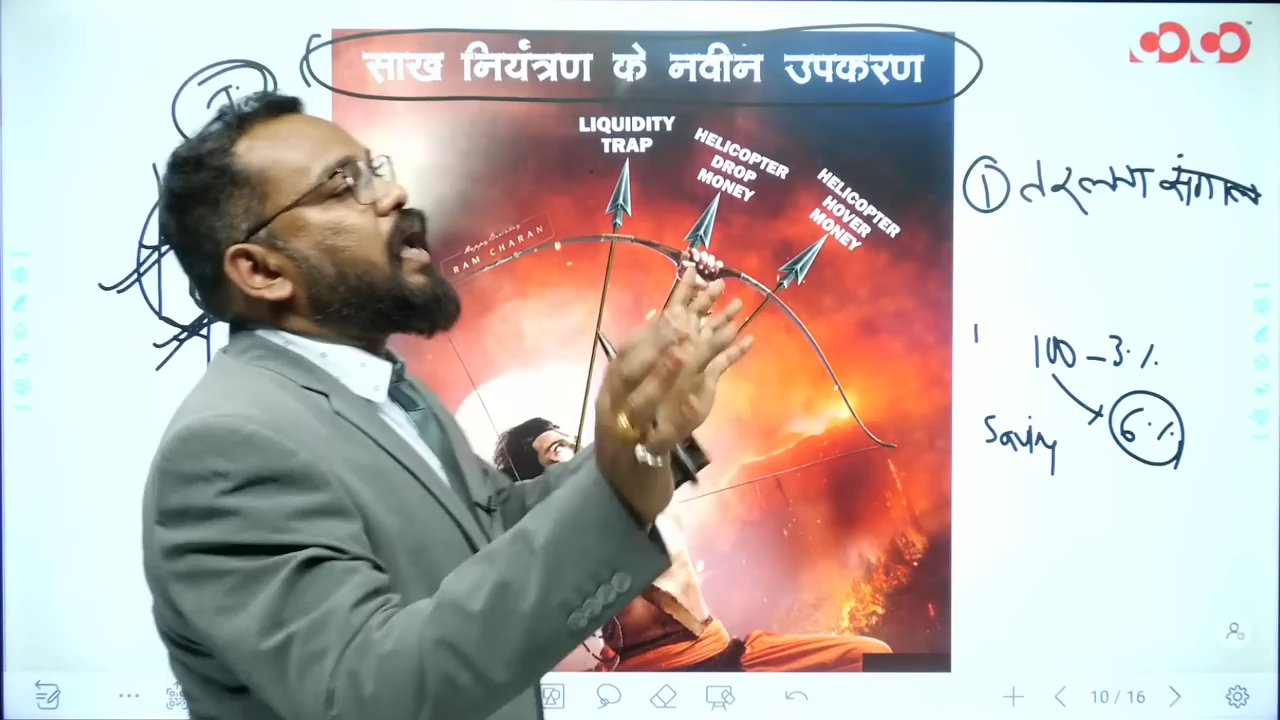 साख नियंत्रण के नवीन उपकरण
LIQUIDITY
TRAP
HELICOPTER
DROP
MONEY
HELICOPTER
HOVER
MONEY
Happy Birthday
RAM CHARAN
① तरलता
100 – 3%
6%
10 / 16